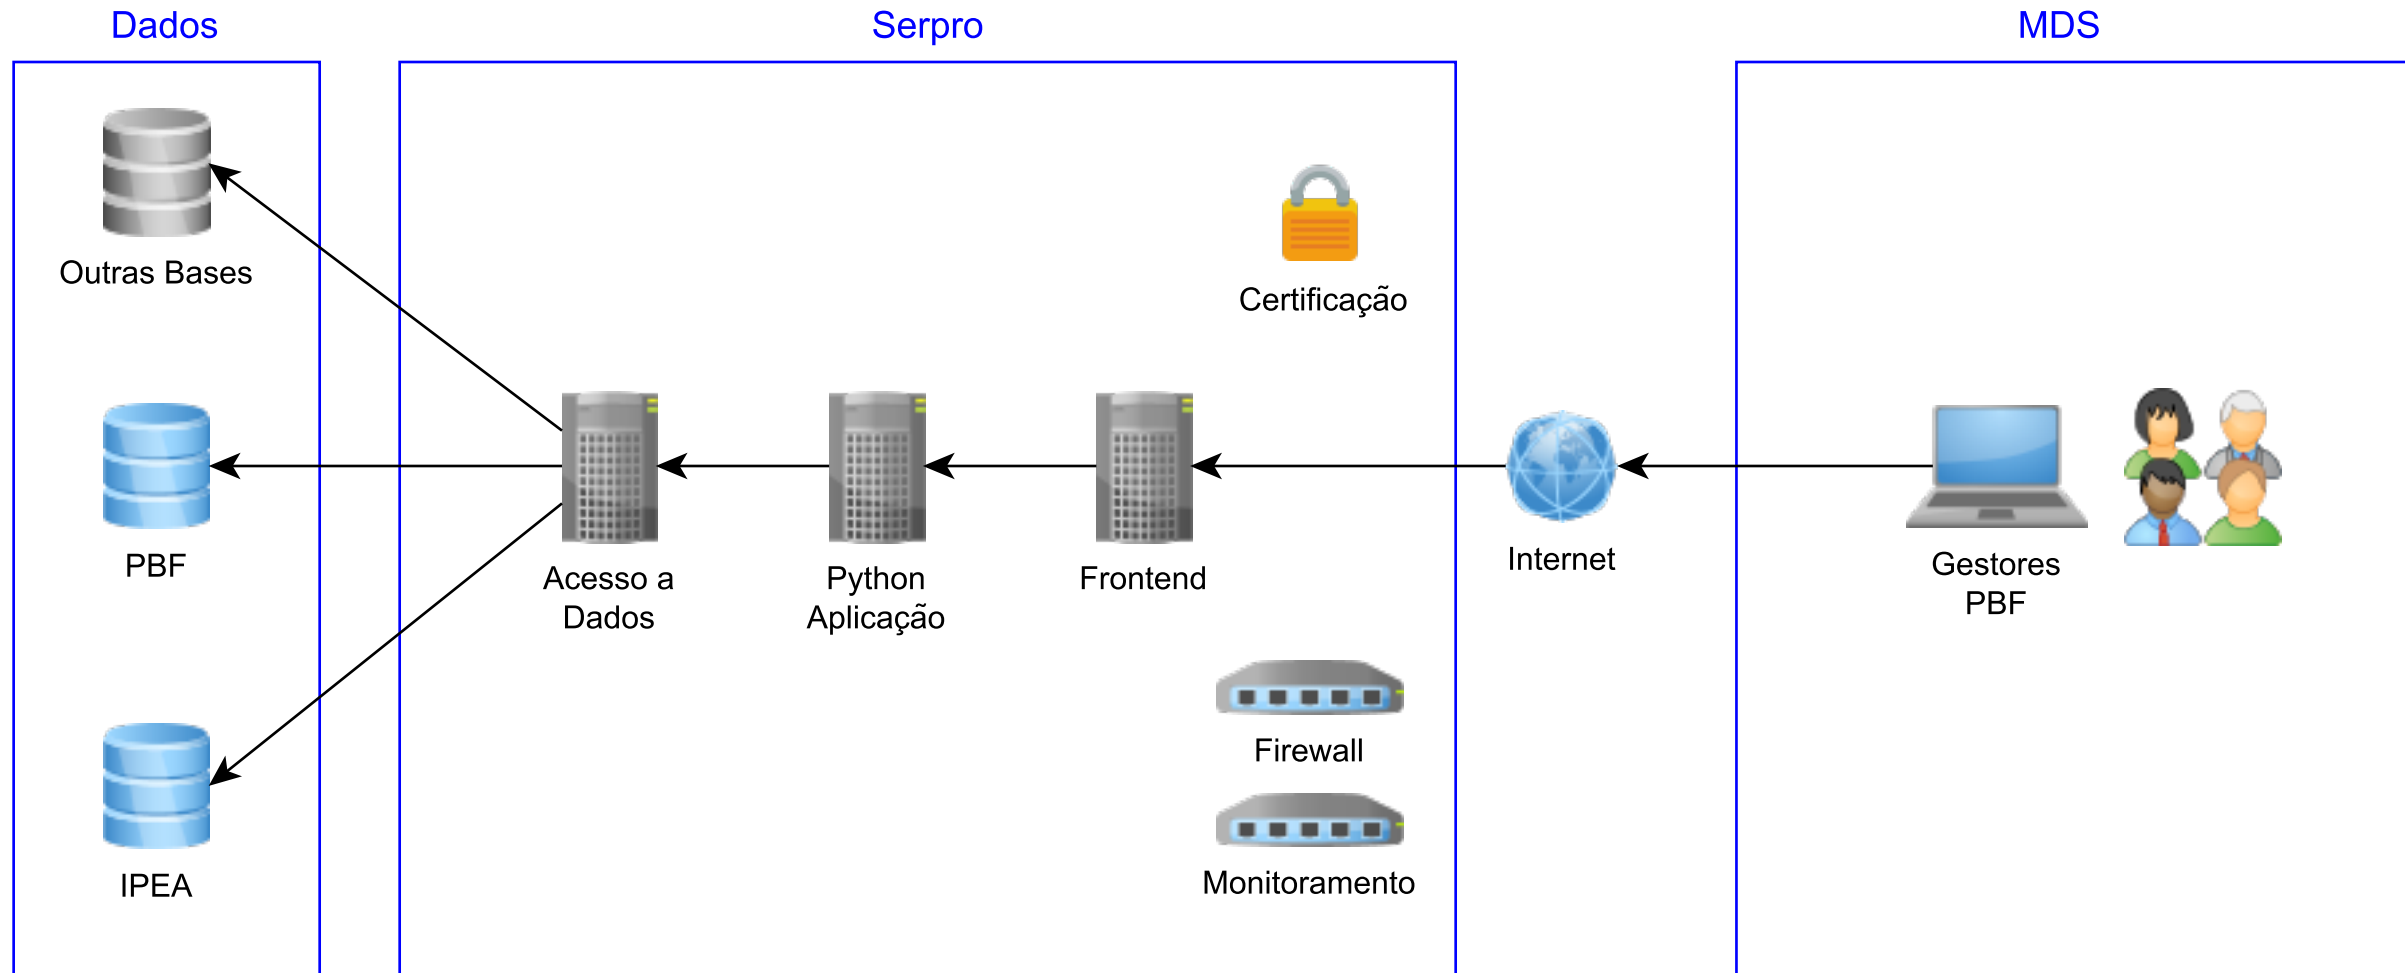 Dados
Serpro
MDS
Outras Bases
Certificação
PBF
Acesso a
Dados
Python
Aplicação
Frontend
Internet
Gestores
PBF
Firewall
IPEA
Monitoramento